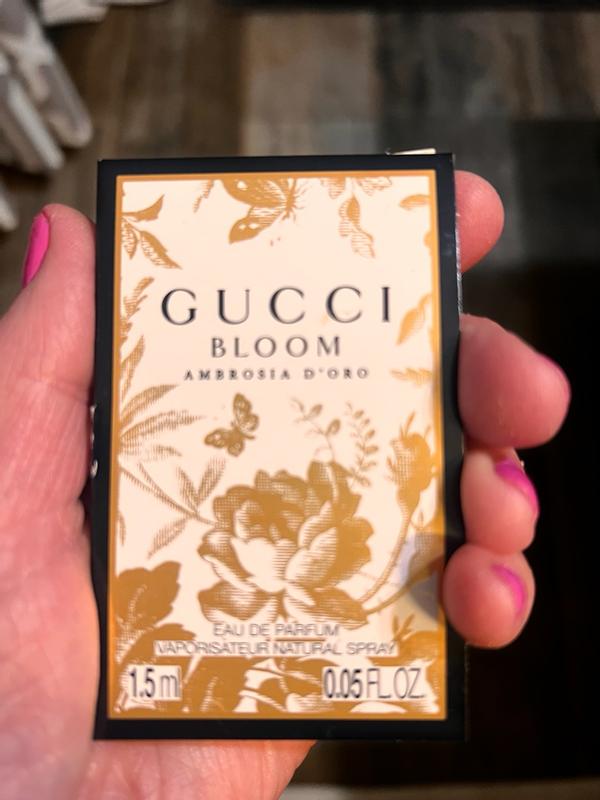 GUCCI
BLOOM
AMBROSIA D'ORO
EAU DE PARFUM
VAPORISATEUR NATURAL SPRAY
1.5 ml 0.05 FL.OZ.